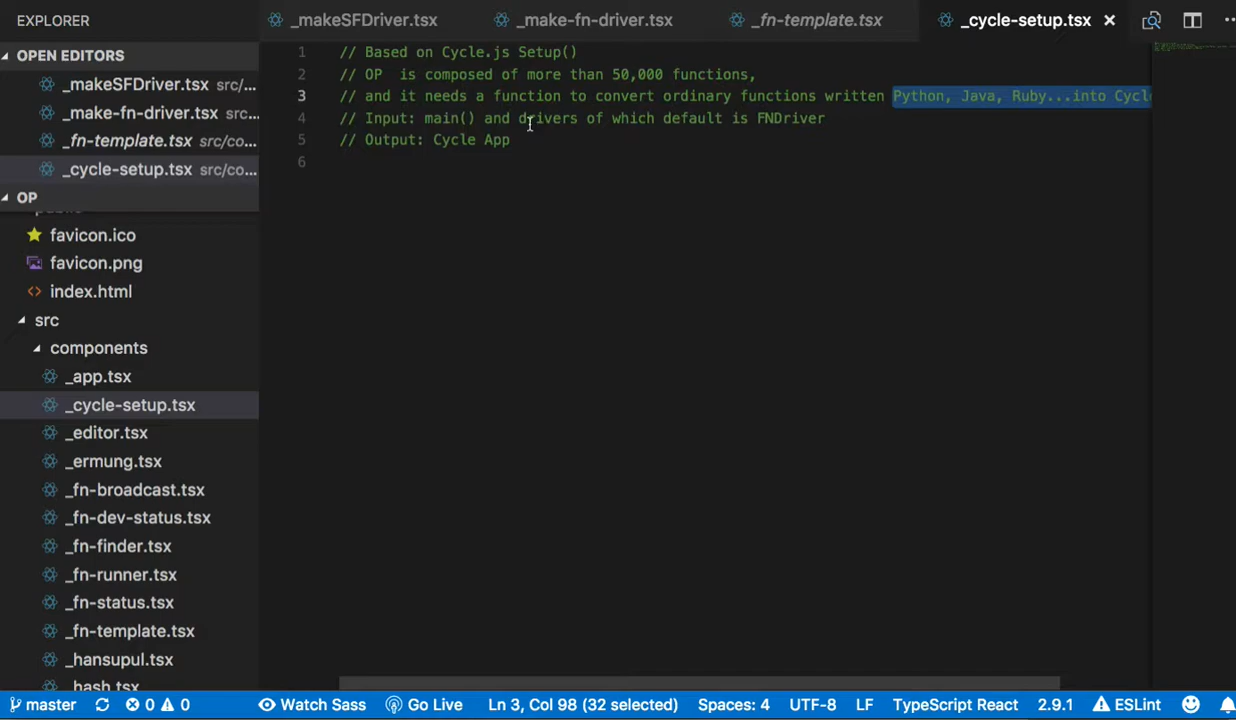 EXPLORER
_makeSFDriver.tsx
_make-fn-driver.tsx
_fn-template.tsx
_cycle-setup.tsx
OPEN EDITORS
_makeSFDriver.tsx src/...
_make-fn-driver.tsx src/...
_fn-template.tsx src/co...
_cycle-setup.tsx src/co...
OP
favicon.ico
favicon.png
index.html
src
components
_app.tsx
_cycle-setup.tsx
_editor.tsx
_ermung.tsx
_fn-broadcast.tsx
_fn-dev-status.tsx
_fn-finder.tsx
_fn-runner.tsx
_fn-status.tsx
_fn-template.tsx
_hansupul.tsx
_hash.tsx
1 // Based on Cycle.js Setup()
2 // OP is composed of more than 50,000 functions,
3 // and it needs a function to convert ordinary functions written Python, Java, Ruby...into Cycl
4 // Input: main() and drivers of which default is FNDriver
5 // Output: Cycle App
6
master 0 0 Watch Sass Go Live Ln 3, Col 98 (32 selected) Spaces: 4 UTF-8 LF TypeScript React 2.9.1 ESLint